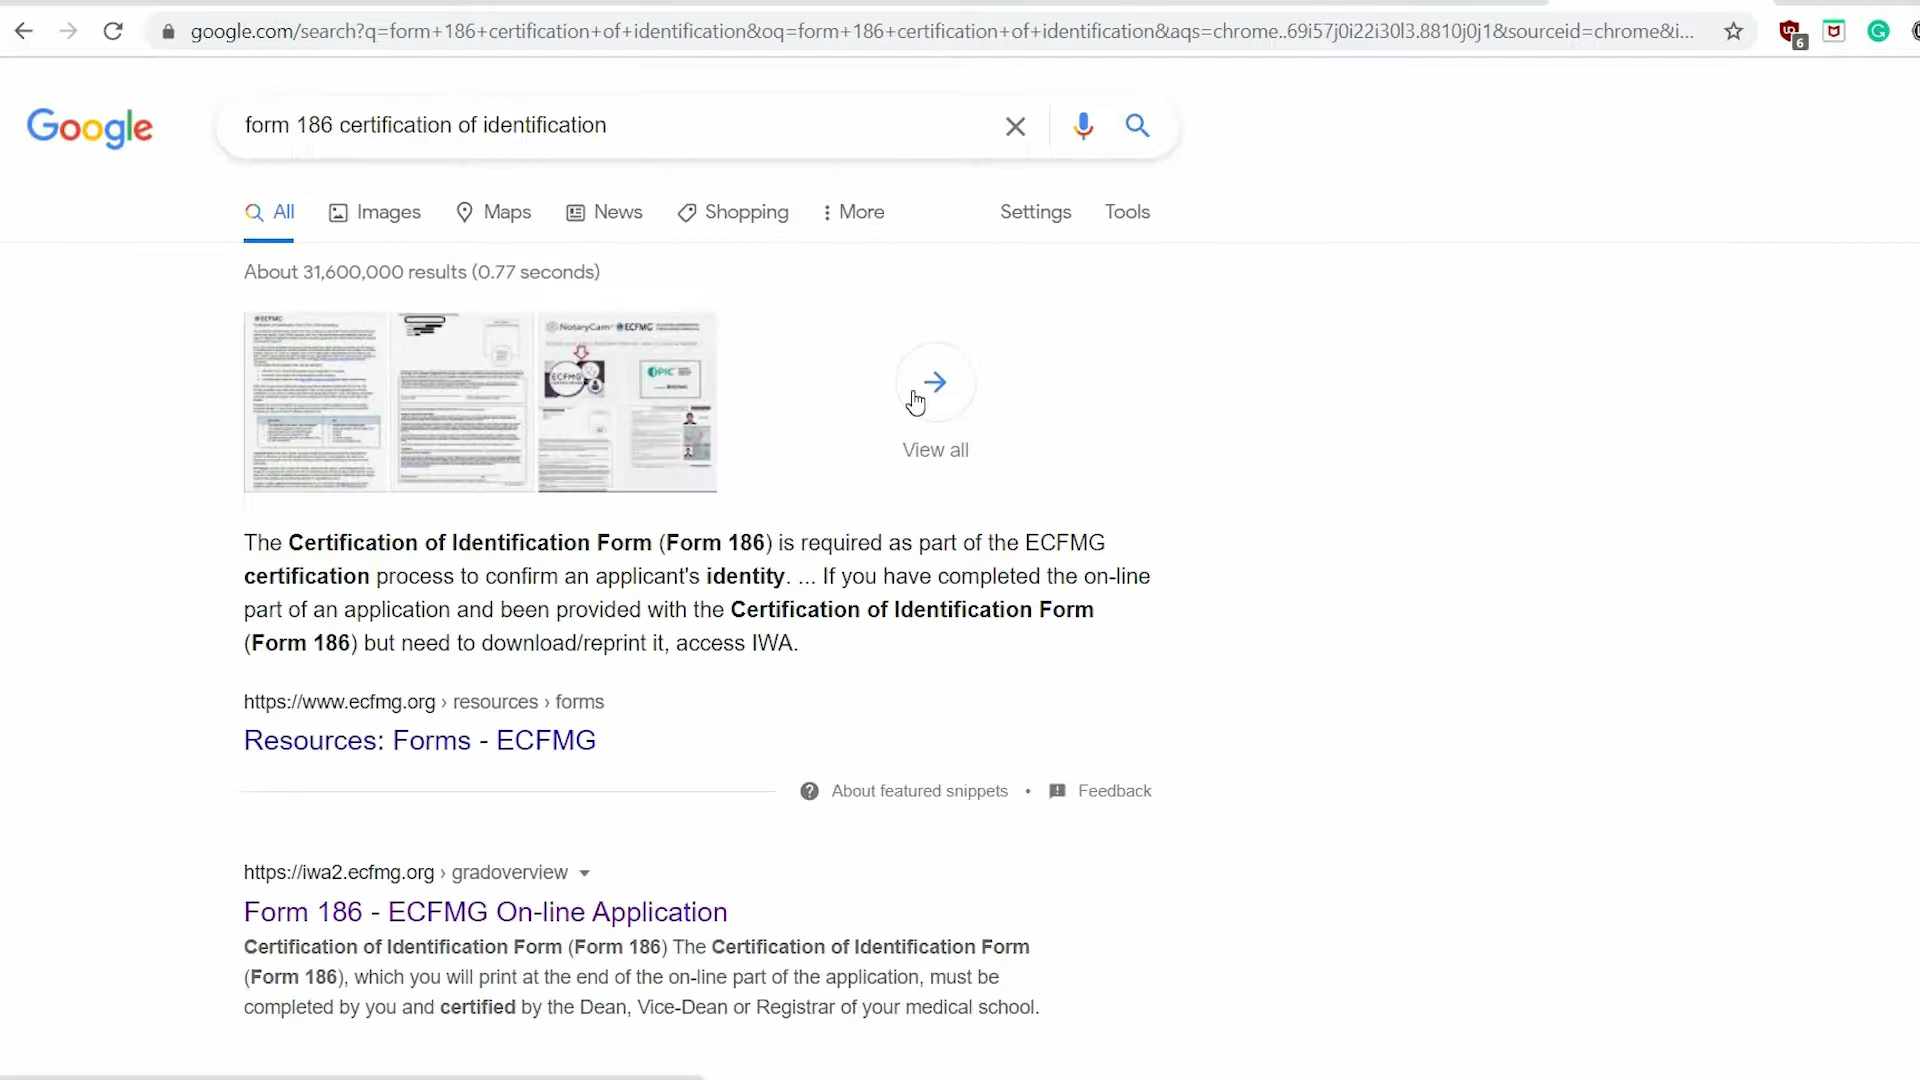 google.com/search?q=form+186+certification+of+identification&oq=form+186+certification+of+identification&aqs=chrome..69i57j0i22i30l3.8810j0j1&sourceid=chrome&i...
6
Google
form 186 certification of identification
All
Images
Maps
News
Shopping
More
Settings
Tools
About 31,600,000 results (0.77 seconds)
ECFMG
NotaryCam ECFMG
ECFMG
EPIC
View all
The Certification of Identification Form (Form 186) is required as part of the ECFMG
certification process to confirm an applicant's identity. ... If you have completed the on-line
part of an application and been provided with the Certification of Identification Form
(Form 186) but need to download/reprint it, access IWA.
https://www.ecfmg.org › resources › forms
Resources: Forms - ECFMG
About featured snippets • Feedback
https://iwa2.ecfmg.org › gradoverview
Form 186 - ECFMG On-line Application
Certification of Identification Form (Form 186) The Certification of Identification Form
(Form 186), which you will print at the end of the on-line part of the application, must be
completed by you and certified by the Dean, Vice-Dean or Registrar of your medical school.